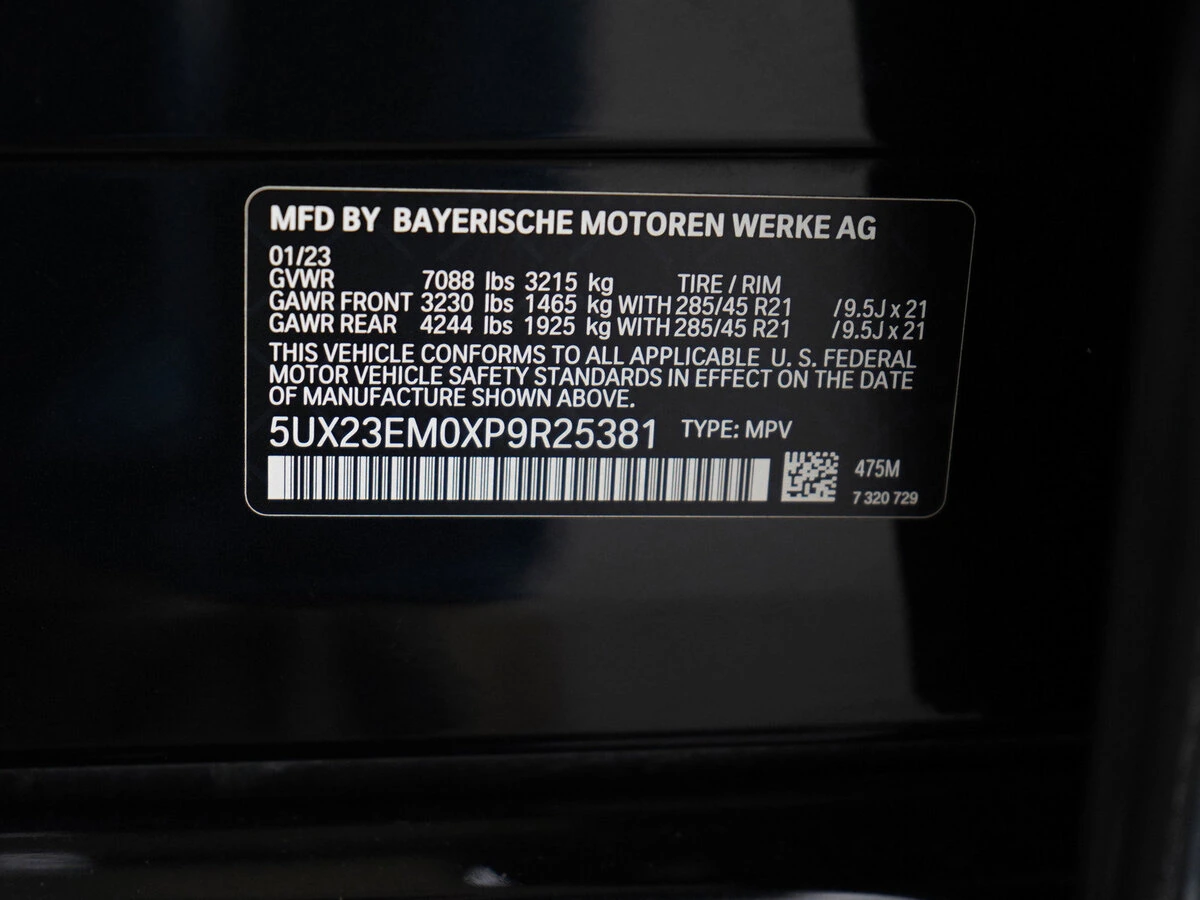 MFD BY BAYERISCHE MOTOREN WERKE AG
01/23
GVWR 7088 lbs 3215 kg TIRE / RIM
GAWR FRONT 3230 lbs 1465 kg WITH 285/45 R21 /9.5J x 21
GAWR REAR 4244 lbs 1925 kg WITH 285/45 R21 /9.5J x 21
THIS VEHICLE CONFORMS TO ALL APPLICABLE U. S. FEDERAL
MOTOR VEHICLE SAFETY STANDARDS IN EFFECT ON THE DATE
OF MANUFACTURE SHOWN ABOVE.
5UX23EM0XP9R25381 TYPE: MPV
475M
7 320 729